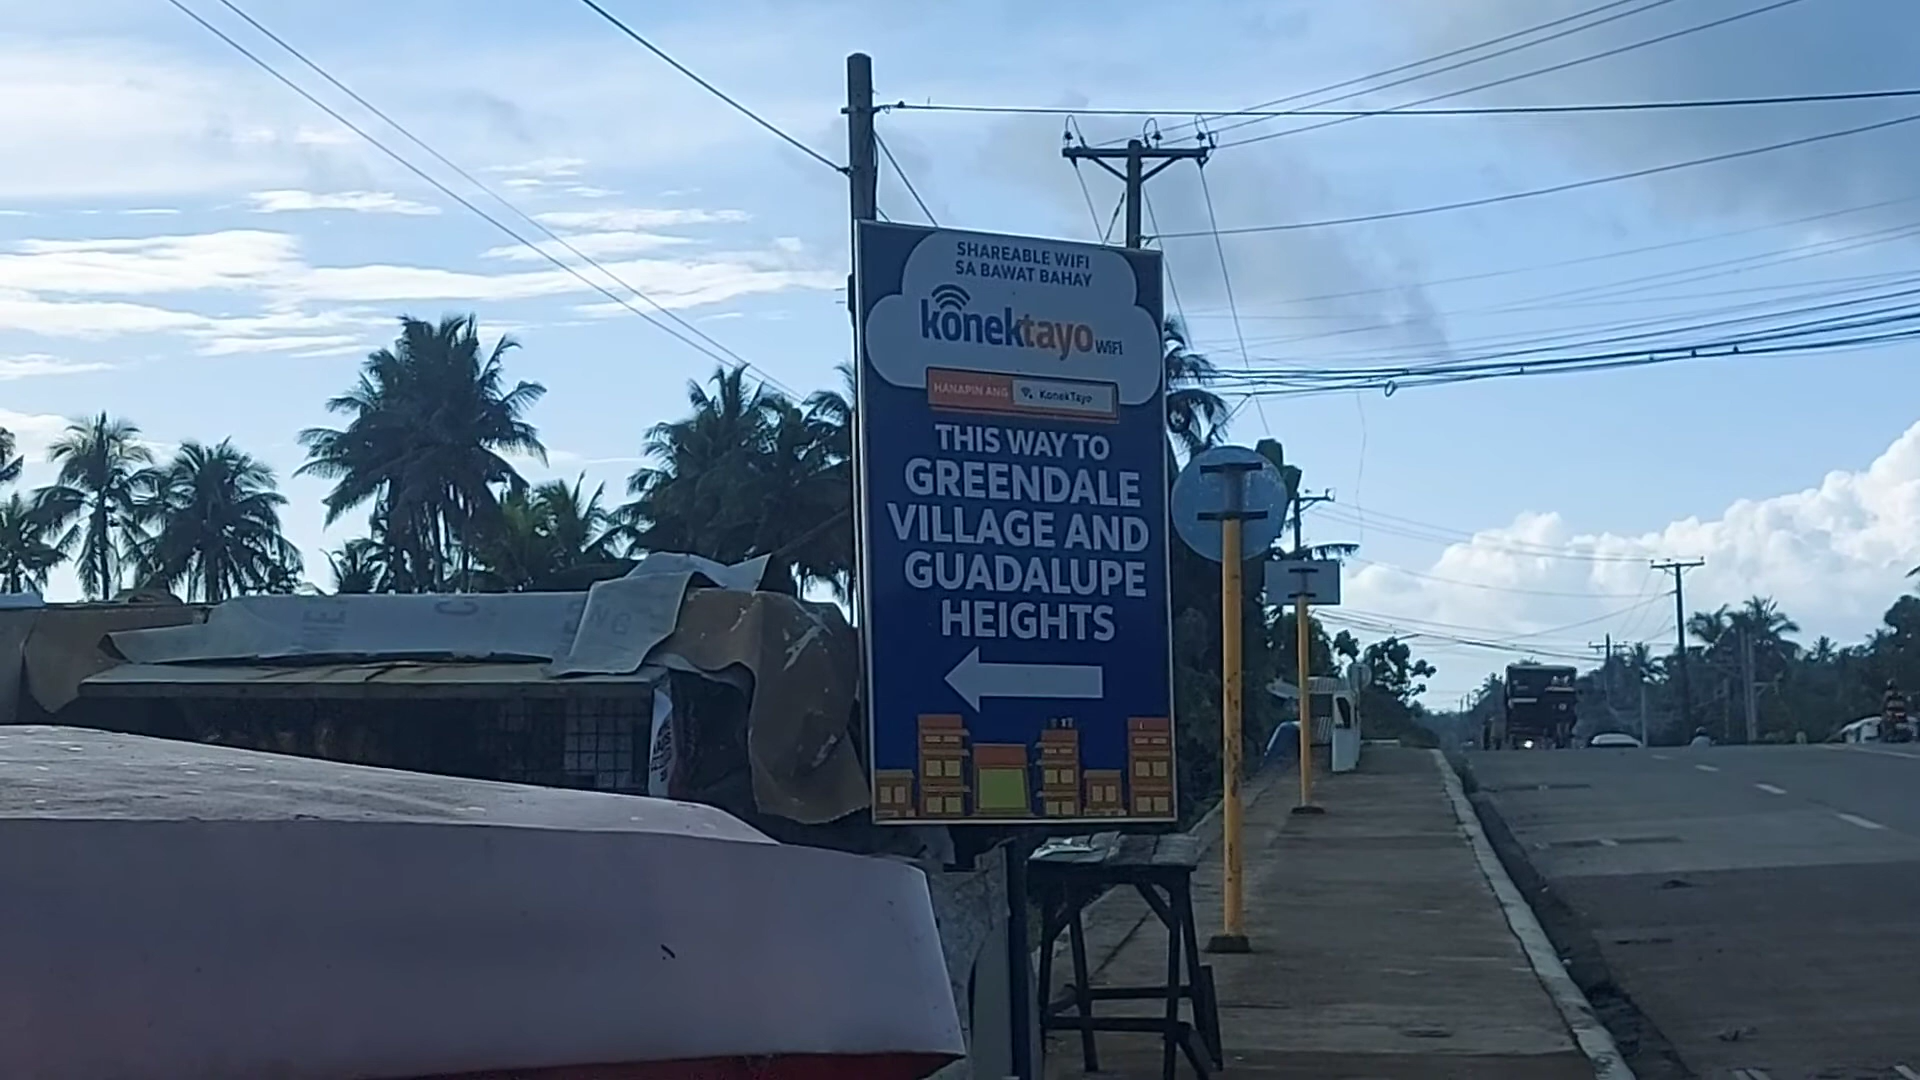 SHAREABLE WIFI
SA BAWAT BAHAY
konektayo WiFi
HANAPIN ANG KonekTayo
THIS WAY TO
GREENDALE
VILLAGE AND
GUADALUPE
HEIGHTS